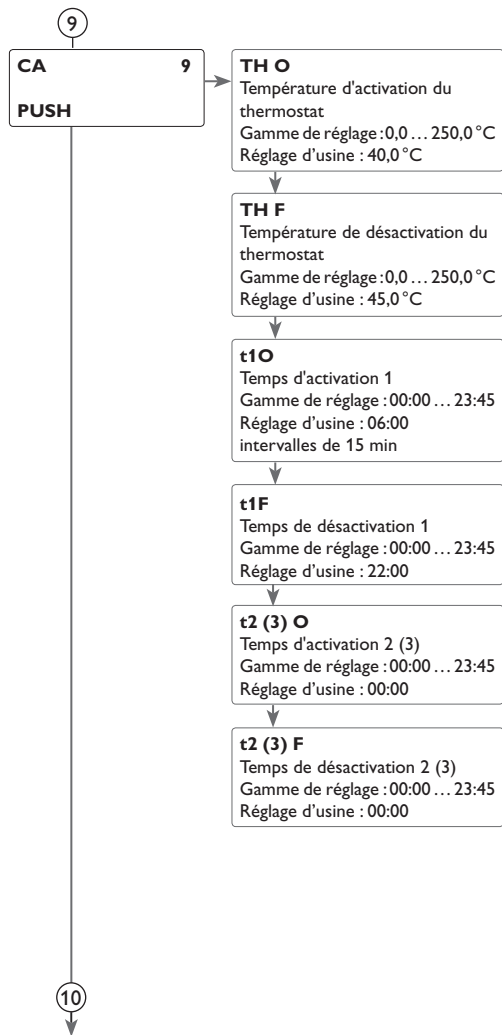 9
CA 9
PUSH
TH O
Température d'activation du
thermostat
Gamme de réglage :0,0 … 250,0 °C
Réglage d’usine : 40,0 °C
TH F
Température de désactivation du
thermostat
Gamme de réglage :0,0 … 250,0 °C
Réglage d’usine : 45,0 °C
t1O
Temps d'activation 1
Gamme de réglage : 00:00 … 23:45
Réglage d’usine : 06:00
intervalles de 15 min
t1F
Temps de désactivation 1
Gamme de réglage : 00:00 … 23:45
Réglage d’usine : 22:00
t2 (3) O
Temps d'activation 2 (3)
Gamme de réglage : 00:00 … 23:45
Réglage d’usine : 00:00
t2 (3) F
Temps de désactivation 2 (3)
Gamme de réglage : 00:00 … 23:45
Réglage d’usine : 00:00
10